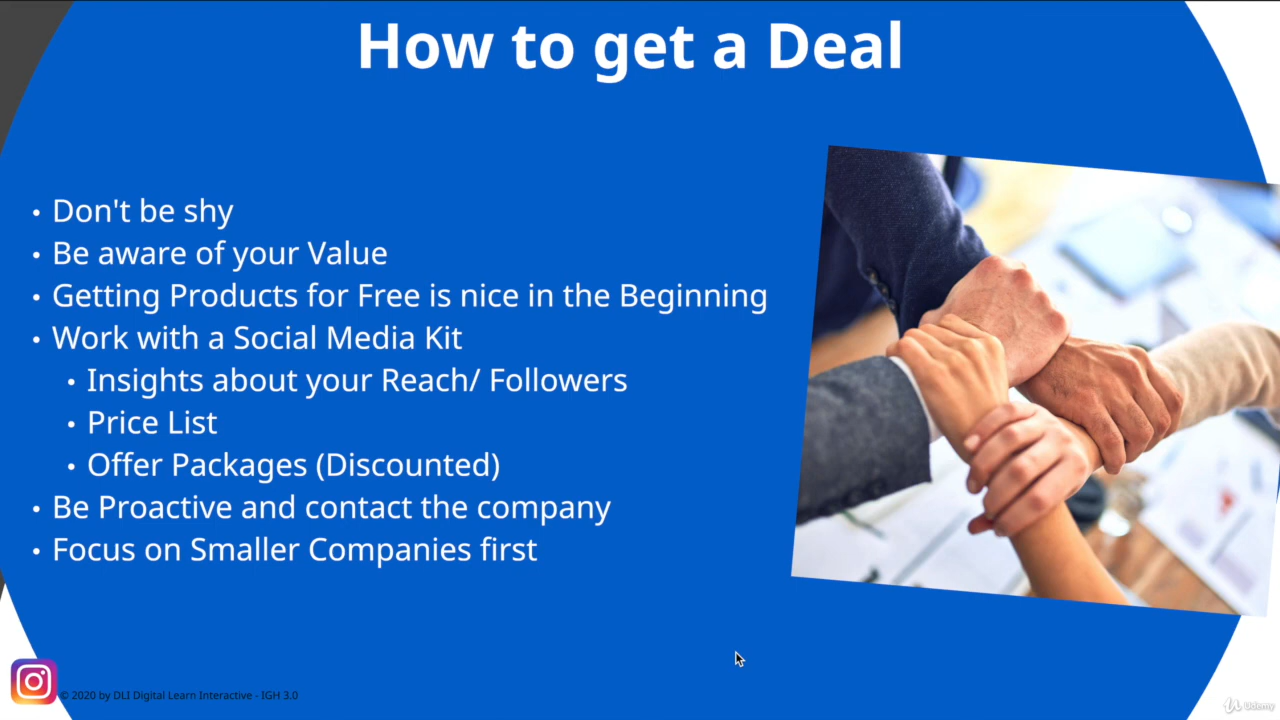 How to get a Deal
• Don't be shy
• Be aware of your Value
• Getting Products for Free is nice in the Beginning
• Work with a Social Media Kit
• Insights about your Reach/ Followers
• Price List
• Offer Packages (Discounted)
• Be Proactive and contact the company
• Focus on Smaller Companies first
© 2020 by DLI Digital Learn Interactive - IGH 3.0
Udemy